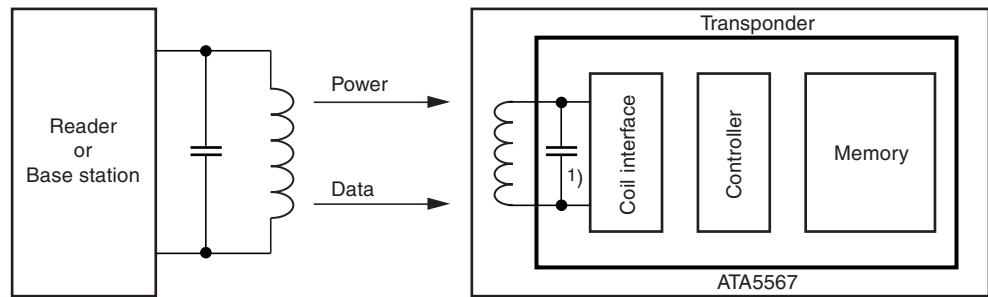 Reader
or
Base station
Power
Data
Transponder
1)
Coil interface
Controller
Memory
ATA5567